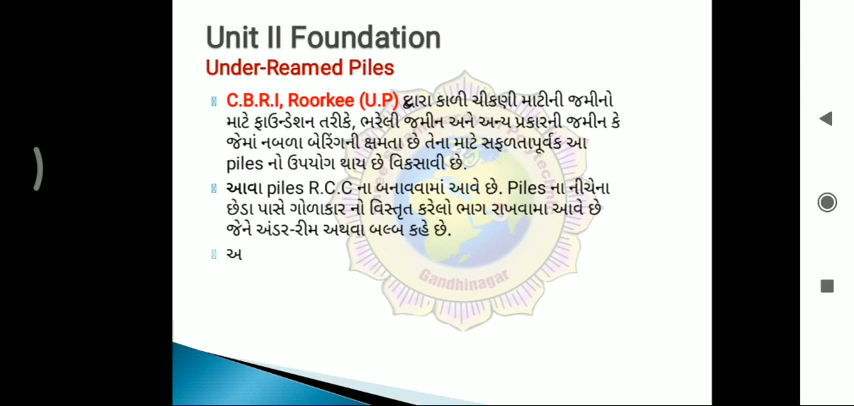 Unit II Foundation
Under-Reamed Piles
C.B.R.I, Roorkee (U.P) દ્વારા કાળી ચીકણી માટીની જમીનો
માટે ફાઉન્ડેશન તરીકે, ભરેલી જમીન અને અન્ય પ્રકારની જમીન કે
જેમાં નબળા બેરિંગની ક્ષમતા છે તેના માટે સફળતાપૂર્વક આ
piles નો ઉપયોગ થાય છે વિકસાવી છે.
આવા piles R.C.C ના બનાવવામાં આવે છે. Piles ના નીચેના
છેડા પાસે ગોળાકાર નો વિસ્તૃત કરેલો ભાગ રાખવામા આવે છે
જેને અંડર-રીમ અથવા બલ્બ કહે છે.
અ
Gandhinagar